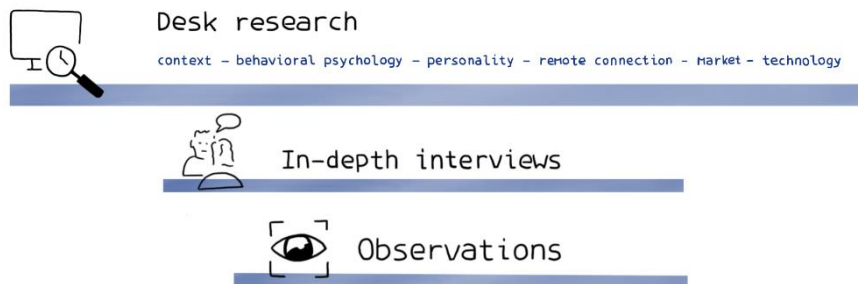 Desk research
context – behavioral psychology – personality – remote connection – market – technology
In-depth interviews
Observations